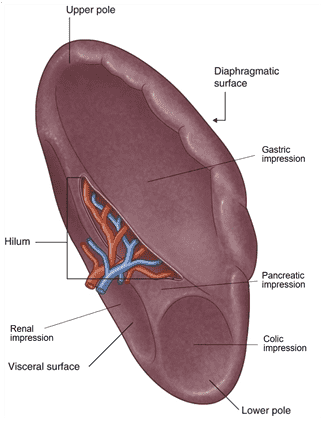 Upper pole
Diaphragmatic
surface
Gastric
impression
Hilum
Pancreatic
impression
Renal
impression
Colic
impression
Visceral surface
Lower pole